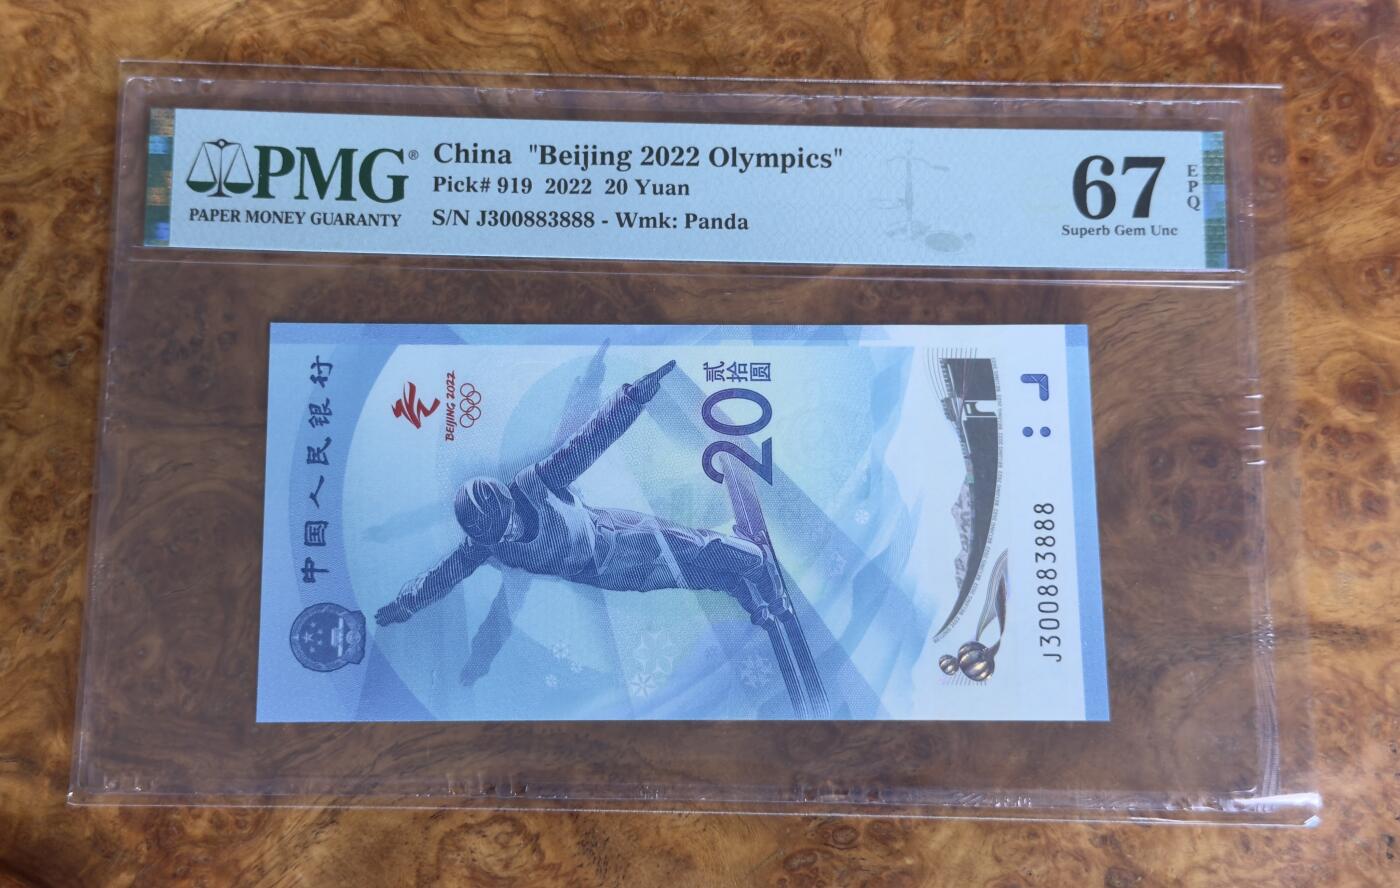 PMG®
PAPER MONEY GUARANTY
China "Beijing 2022 Olympics"
Pick# 919 2022 20 Yuan
S/N J300883888 - Wmk: Panda
67
EPQ
Superb Gem Unc
中国人民银行
BEIJING 2022
贰拾圆
20
J300883888